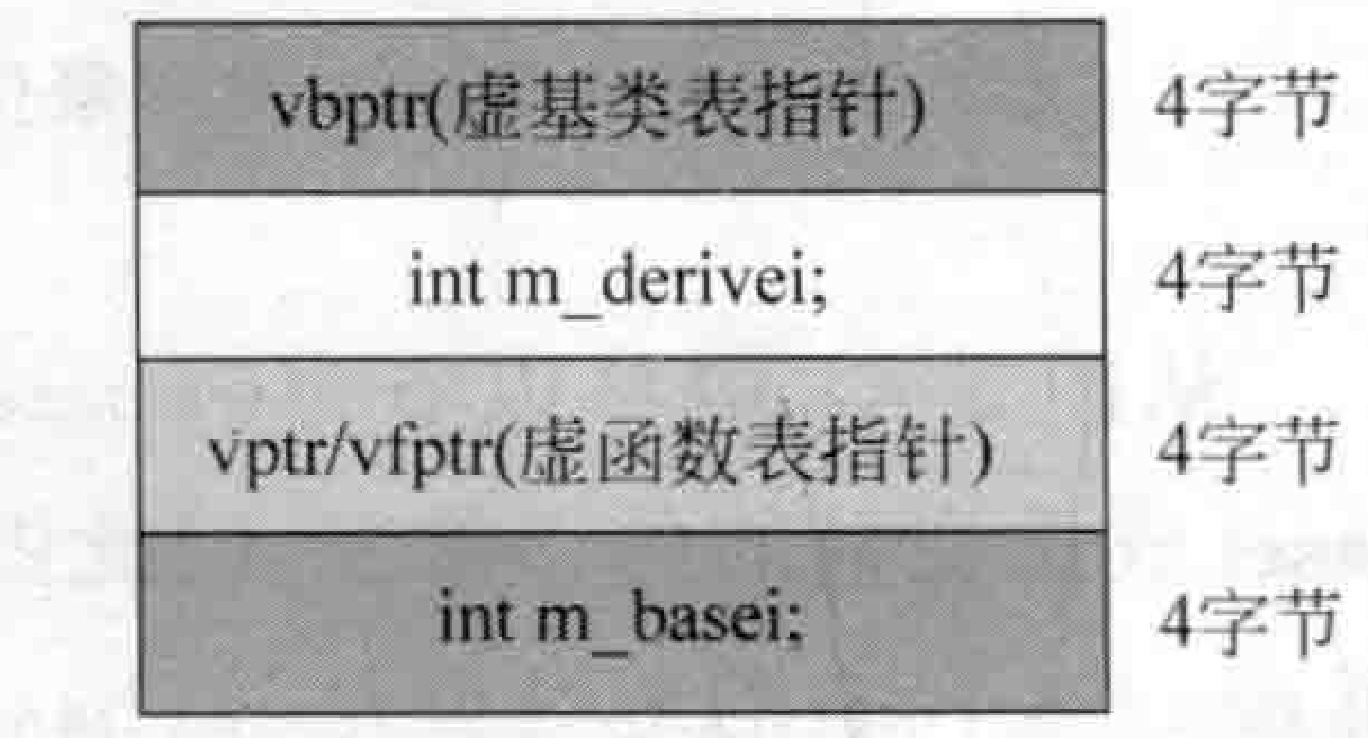 vbptr(虚基类表指针) 4字节
int m_derivei; 4字节
vptr/vfptr(虚函数表指针) 4字节
int m_basei; 4字节